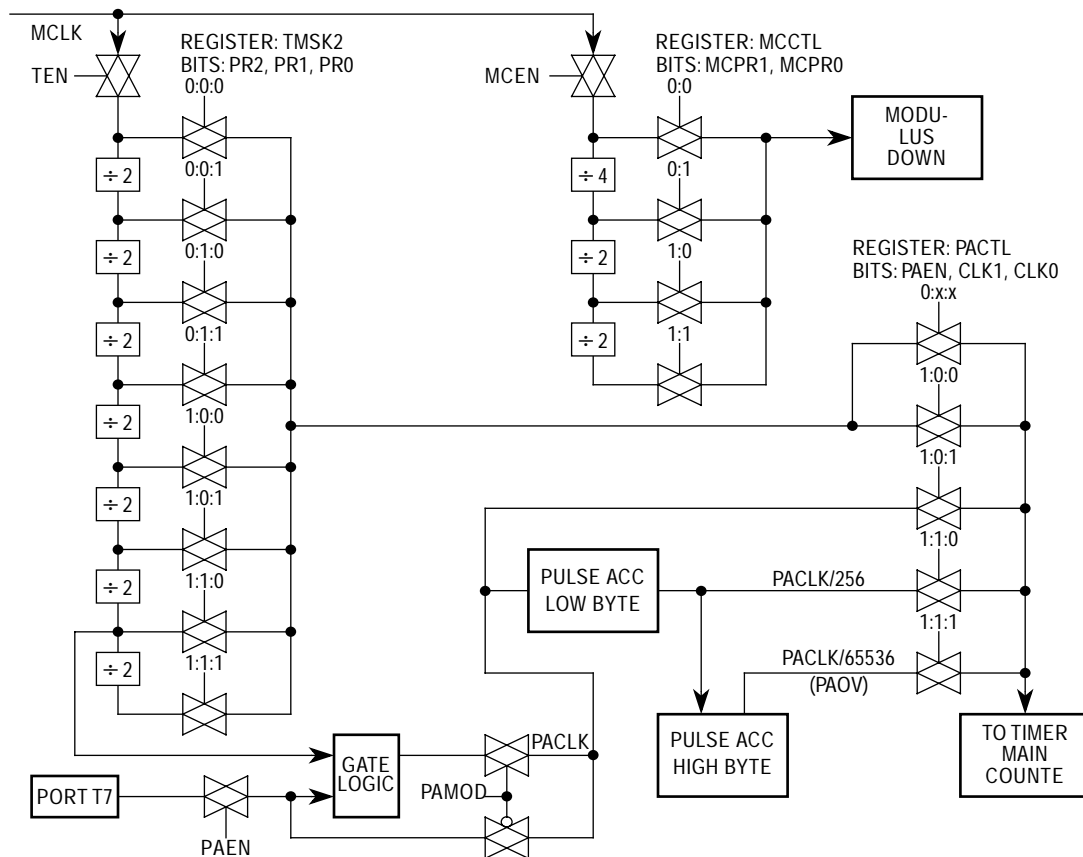 MCLK
TEN
REGISTER: TMSK2
BITS: PR2, PR1, PR0
0:0:0
0:0:1
0:1:0
0:1:1
1:0:0
1:0:1
1:1:0
1:1:1
÷ 2
÷ 2
÷ 2
÷ 2
÷ 2
÷ 2
÷ 2
MCEN
REGISTER: MCCTL
BITS: MCPR1, MCPR0
0:0
0:1
1:0
1:1
÷ 4
÷ 2
÷ 2
MODU-
LUS
DOWN
REGISTER: PACTL
BITS: PAEN, CLK1, CLK0
0:x:x
1:0:0
1:0:1
1:1:0
1:1:1
PULSE ACC
LOW BYTE
PACLK/256
PACLK/65536
(PAOV)
PULSE ACC
HIGH BYTE
TO TIMER
MAIN
COUNTE
PORT T7
PAEN
GATE
LOGIC
PACLK
PAMOD